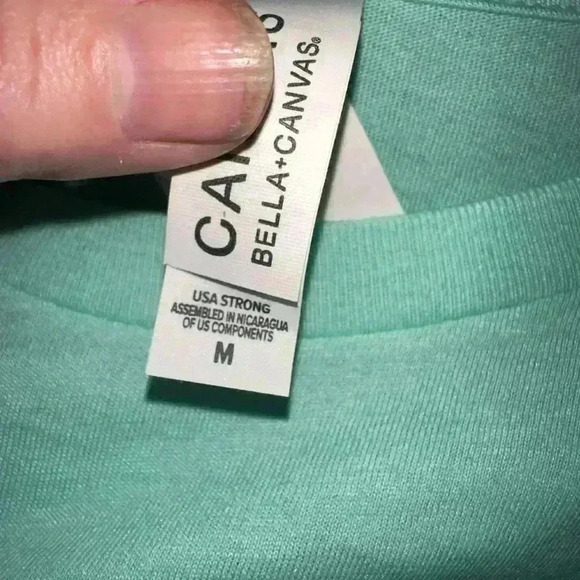 BELLA+CANVAS®
USA STRONG
ASSEMBLED IN NICARAGUA
OF US COMPONENTS
M